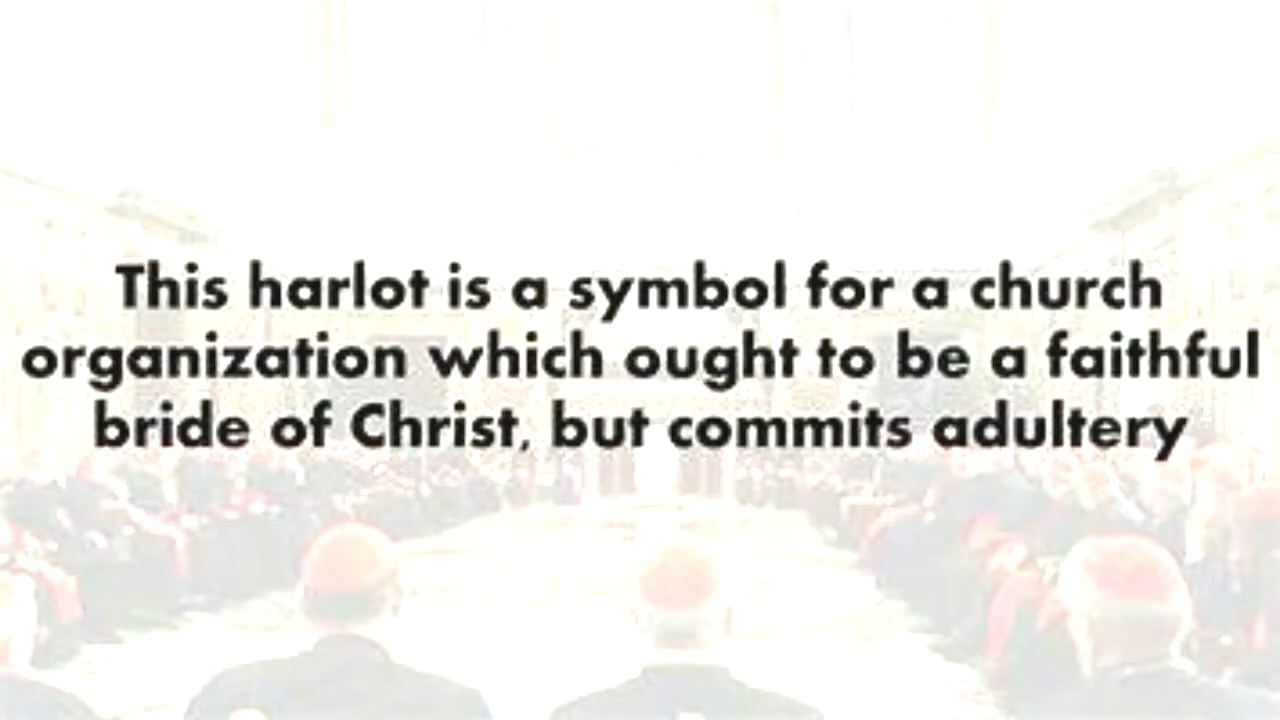 This harlot is a symbol for a church
organization which ought to be a faithful
bride of Christ, but commits adultery